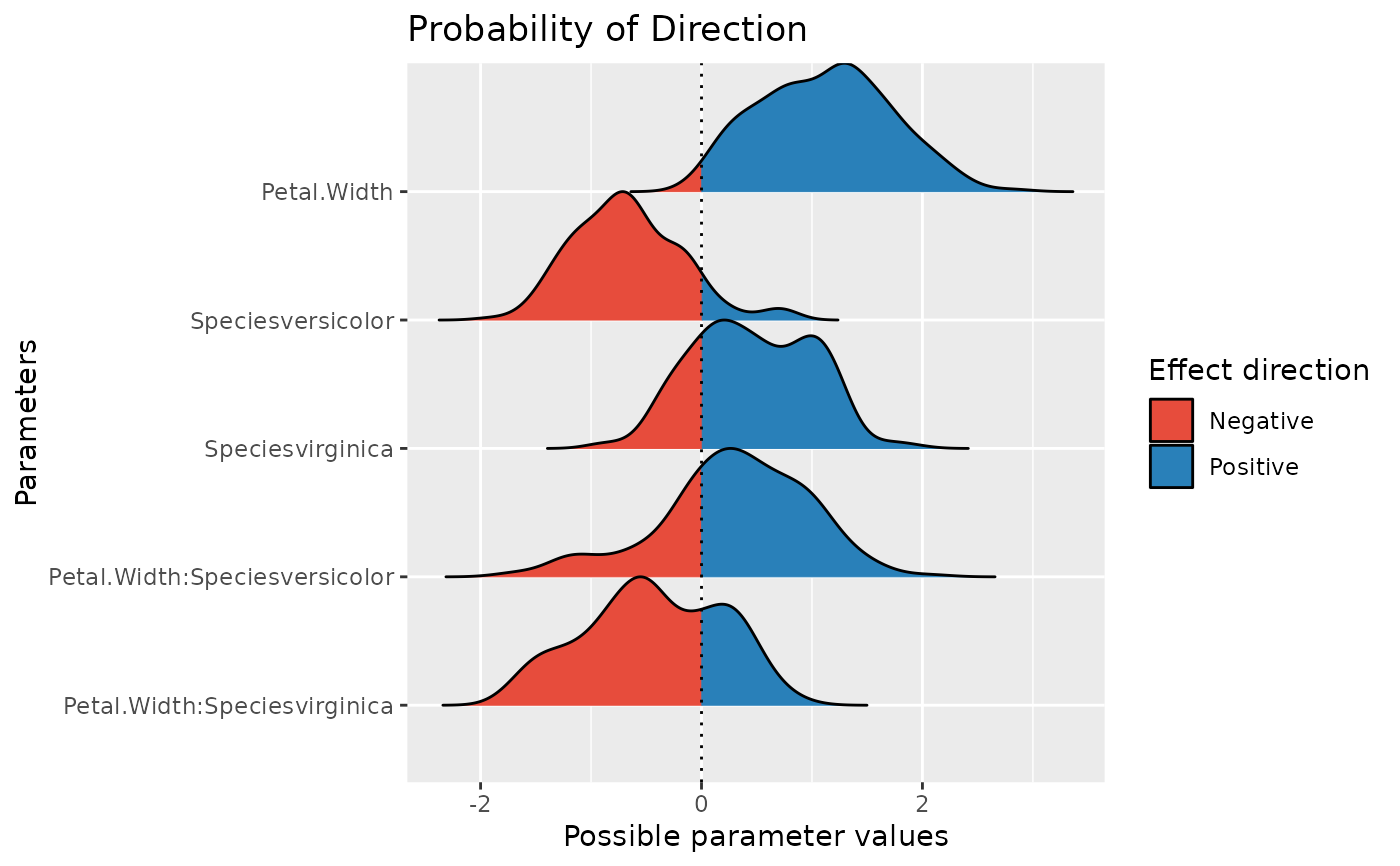 Probability of Direction
Parameters
Petal.Width
Speciesversicolor
Speciesvirginica
Petal.Width:Speciesversicolor
Petal.Width:Speciesvirginica
-2
0
2
Possible parameter values
Effect direction
Negative
Positive